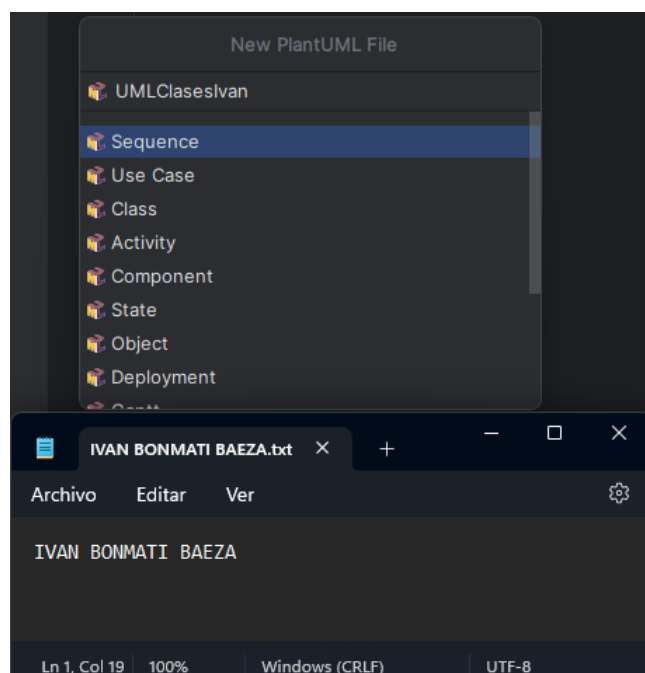 New PlantUML File
UMLClasesIvan
Sequence
Use Case
Class
Activity
Component
State
Object
Deployment
IVAN BONMATI BAEZA.txt
Archivo Editar Ver
IVAN BONMATI BAEZA
Ln 1, Col 19 100% Windows (CRLF) UTF-8